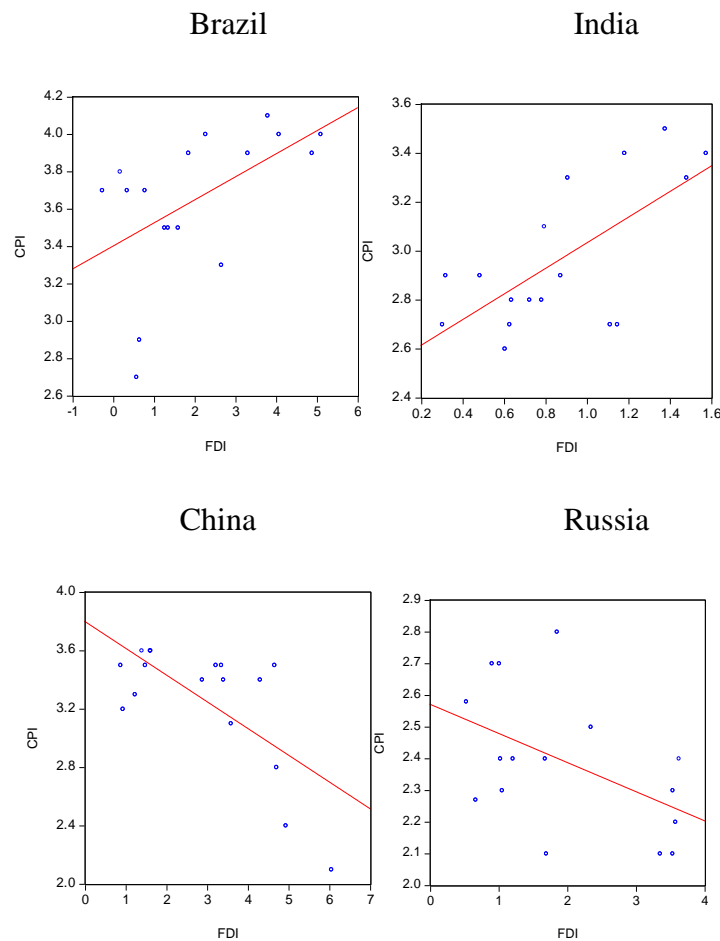 Brazil
India
4.2
4.0
3.8
3.6
3.4
3.2
3.0
2.8
2.6
CPI
-1 0 1 2 3 4 5 6
FDI
3.6
3.4
3.2
3.0
2.8
2.6
2.4
CPI
0.2 0.4 0.6 0.8 1.0 1.2 1.4 1.6
FDI
China
Russia
4.0
3.6
3.2
2.8
2.4
2.0
CPI
0 1 2 3 4 5 6 7
FDI
2.9
2.8
2.7
2.6
2.5
2.4
2.3
2.2
2.1
2.0
CPI
0 1 2 3 4
FDI